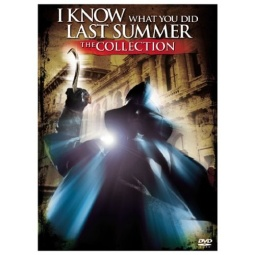 I KNOW WHAT YOU DID
LAST SUMMER
THE COLLECTION
DVD